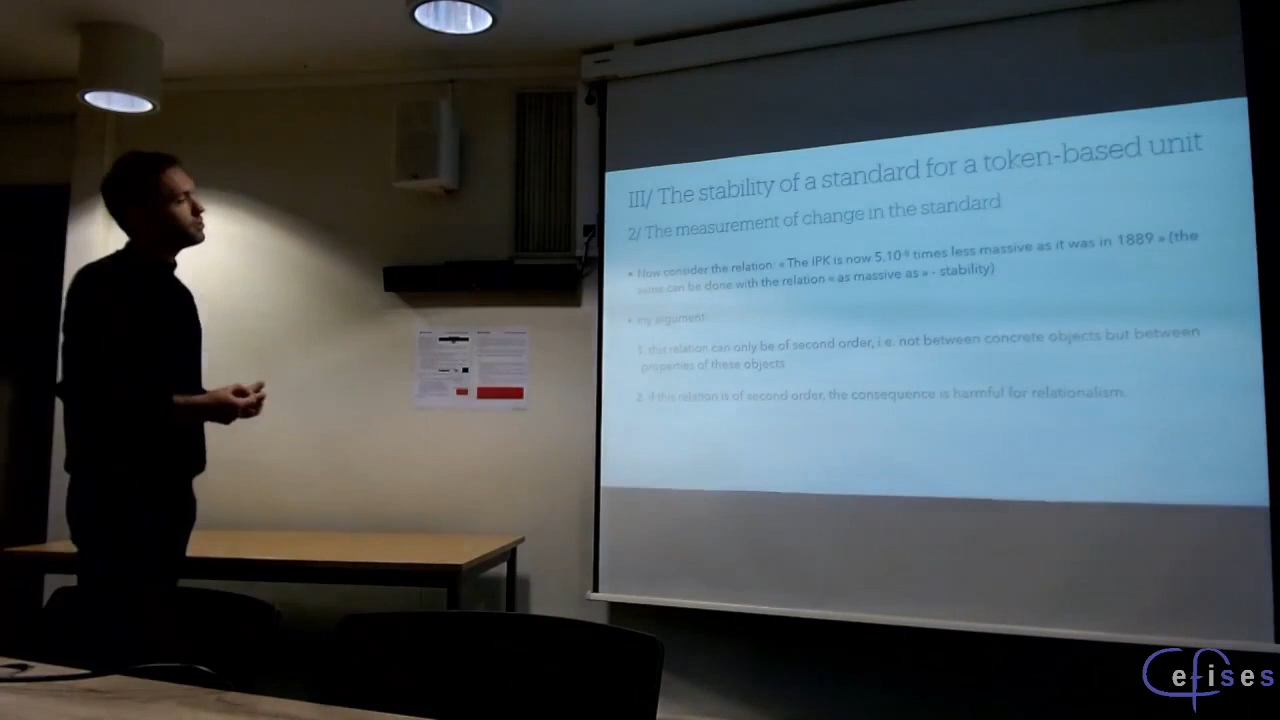 III/ The stability of a standard for a token-based unit
2/ The measurement of change in the standard
• Now consider the relation: « The IPK is now 5.10⁻⁸ times less massive as it was in 1889 » (the
same can be done with the relation « as massive as » - stability)
• my argument:
1. this relation can only be of second order, i.e. not between concrete objects but between
properties of these objects
2. if this relation is of second order, the consequence is harmful for relationalism.
Cefises